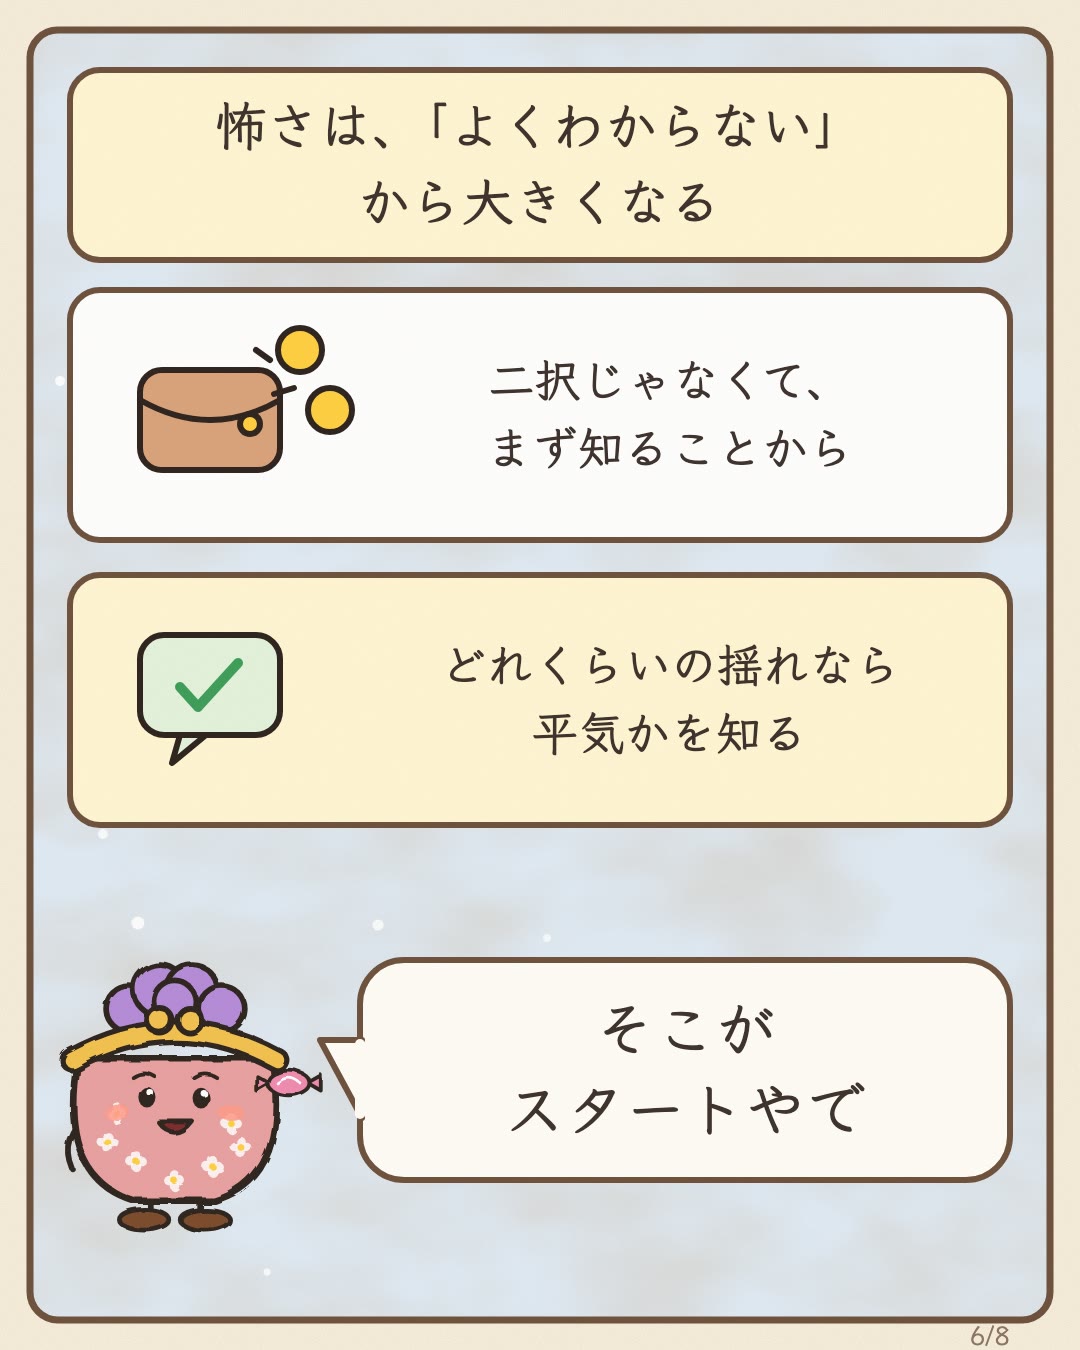 怖さは、「よくわからない」
から大きくなる
二択じゃなくて、
まず知ることから
どれくらいの揺れなら
平気かを知る
そこが
スタートやで
6/8